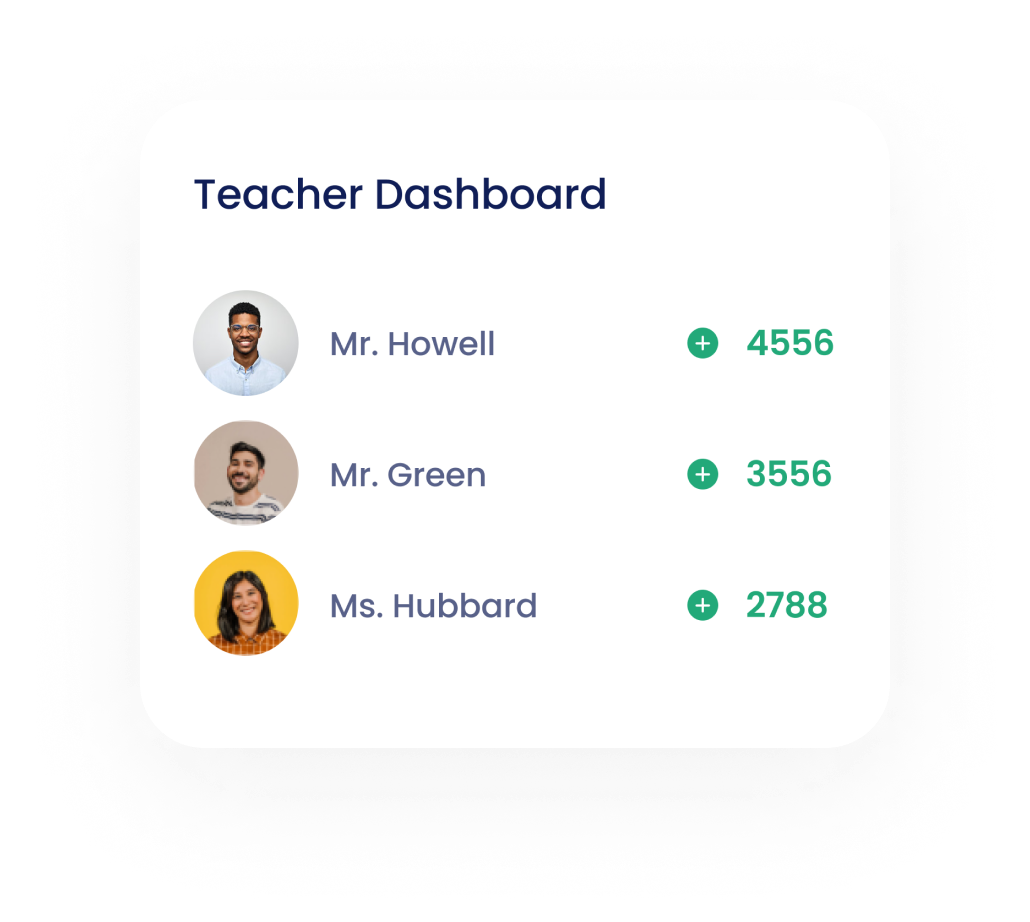 Teacher Dashboard
Mr. Howell 4556
Mr. Green 3556
Ms. Hubbard 2788